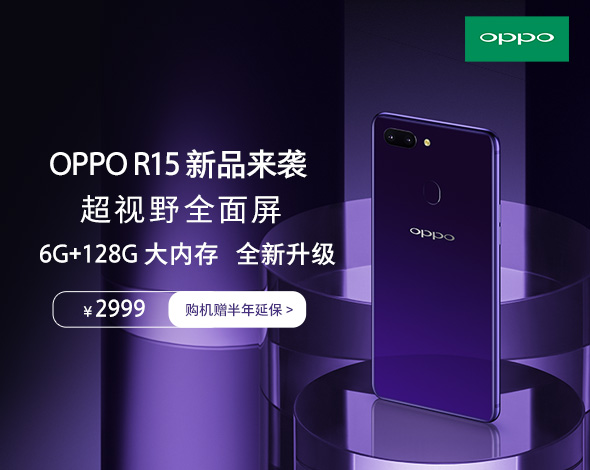 oppo
OPPO R15 新品来袭
超视野全面屏
6G+128G 大内存 全新升级
¥ 2999 购机赠半年延保 >
oppo